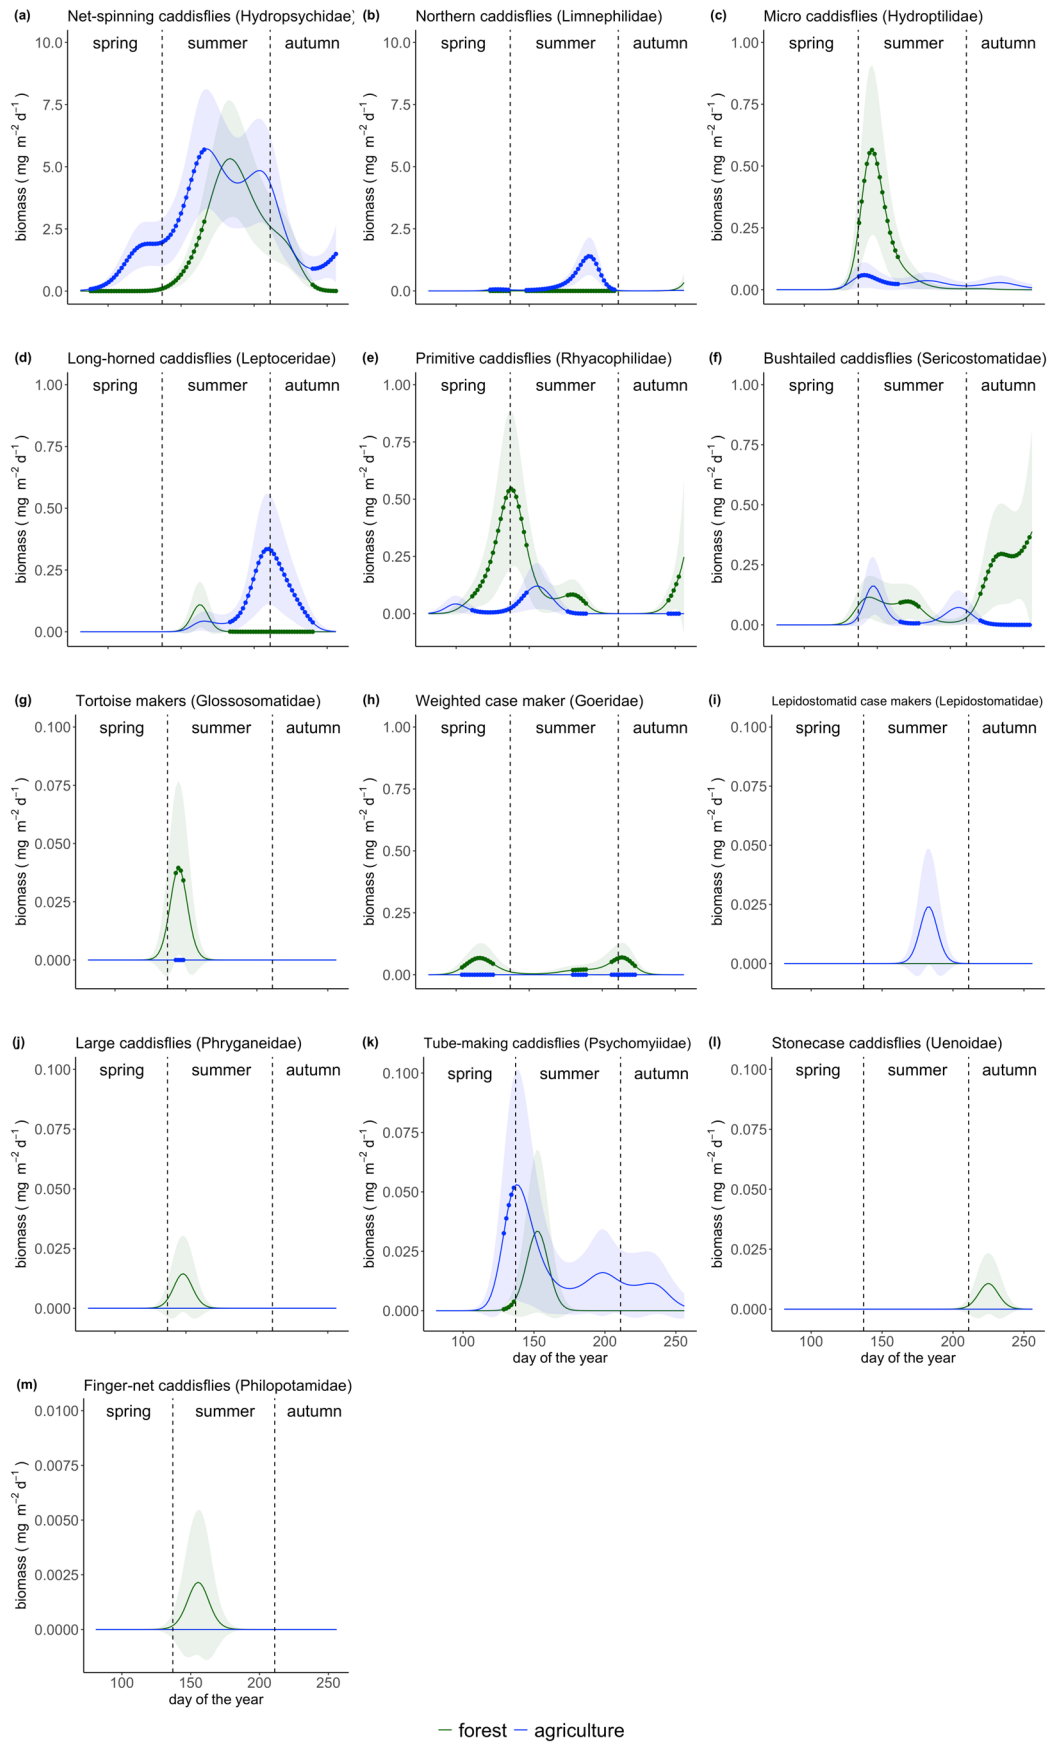 (a) Net-spinning caddisflies (Hydropsychidae)
spring summer autumn
10.0
7.5
5.0
2.5
0.0
biomass ( mg m−2 d−1 )
(b) Northern caddisflies (Limnephilidae)
spring summer autumn
10.0
7.5
5.0
2.5
0.0
biomass ( mg m−2 d−1 )
(c) Micro caddisflies (Hydroptilidae)
spring summer autumn
1.00
0.75
0.50
0.25
0.00
biomass ( mg m−2 d−1 )
(d) Long-horned caddisflies (Leptoceridae)
spring summer autumn
1.00
0.75
0.50
0.25
0.00
biomass ( mg m−2 d−1 )
(e) Primitive caddisflies (Rhyacophilidae)
spring summer autumn
1.00
0.75
0.50
0.25
0.00
biomass ( mg m−2 d−1 )
(f) Bushtailed caddisflies (Sericostomatidae)
spring summer autumn
1.00
0.75
0.50
0.25
0.00
biomass ( mg m−2 d−1 )
(g) Tortoise makers (Glossosomatidae)
spring summer autumn
0.100
0.075
0.050
0.025
0.000
biomass ( mg m−2 d−1 )
(h) Weighted case maker (Goeridae)
spring summer autumn
1.00
0.75
0.50
0.25
0.00
biomass ( mg m−2 d−1 )
(i) Lepidostomatid case makers (Lepidostomatidae)
spring summer autumn
0.100
0.075
0.050
0.025
0.000
biomass ( mg m−2 d−1 )
(j) Large caddisflies (Phryganeidae)
spring summer autumn
0.100
0.075
0.050
0.025
0.000
biomass ( mg m−2 d−1 )
(k) Tube-making caddisflies (Psychomyiidae)
spring summer autumn
0.100
0.075
0.050
0.025
0.000
biomass ( mg m−2 d−1 )
100 150 200 250
day of the year
(l) Stonecase caddisflies (Uenoidae)
spring summer autumn
0.100
0.075
0.050
0.025
0.000
biomass ( mg m−2 d−1 )
100 150 200 250
day of the year
(m) Finger-net caddisflies (Philopotamidae)
spring summer autumn
0.0100
0.0075
0.0050
0.0025
0.0000
biomass ( mg m−2 d−1 )
100 150 200 250
day of the year
forest agriculture